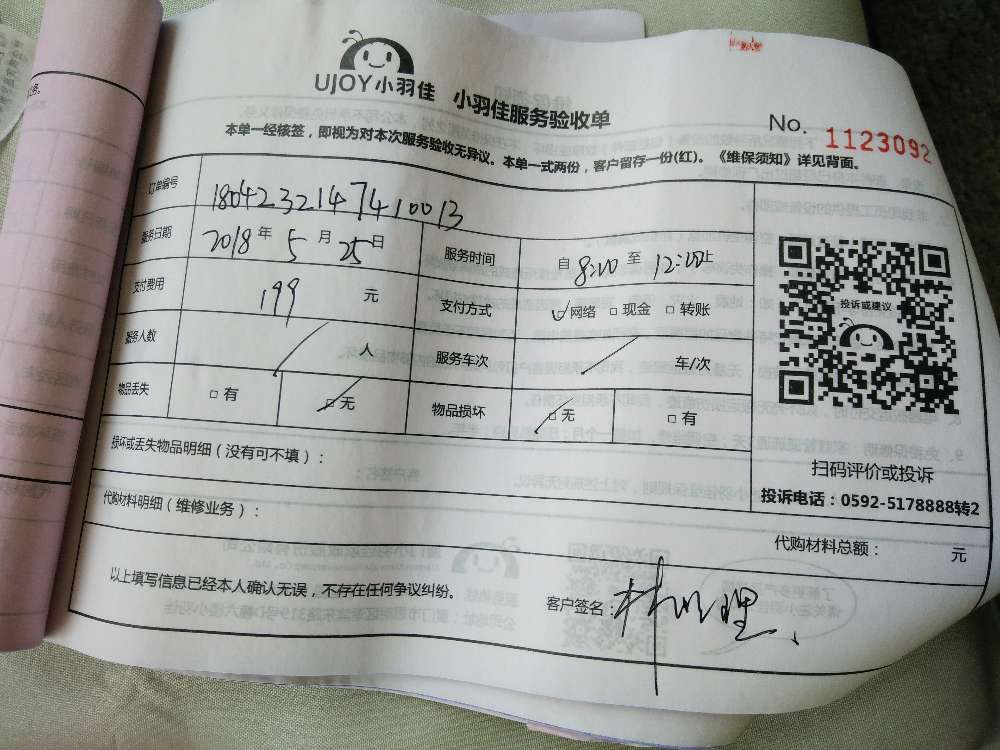 UJOY小羽佳 小羽佳服务验收单
No. 1123092
本单一经核签，即视为对本次服务验收无异议。本单一式两份，客户留存一份(红)。《维保须知》详见背面。
订单编号 1804232147410013
服务日期 2018 年 5 月 25 日 服务时间 自 8:00 至 12:00 止
支付费用 199 元 支付方式 ☑网络 □ 现金 □ 转账
服务人数 / 人 服务车次 / 车/次
物品丢失 □ 有 ☑无 物品损坏 ☑无 □ 有
损坏或丢失物品明细（没有可不填）：
代购材料明细（维修业务）：
代购材料总额： 元
以上填写信息已经本人确认无误，不存在任何争议纠纷。
客户签名：
投诉或建议
扫码评价或投诉
投诉电话：0592-5178888转2